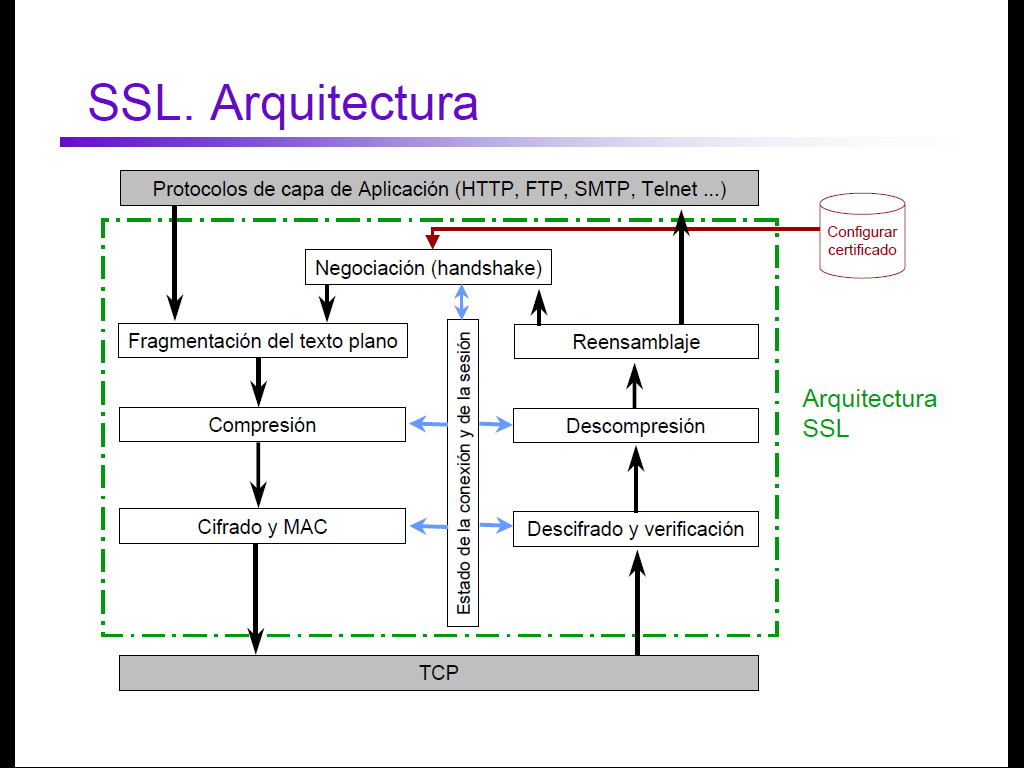 SSL. Arquitectura
Protocolos de capa de Aplicación (HTTP, FTP, SMTP, Telnet ...)
Configurar
certificado
Negociación (handshake)
Fragmentación del texto plano
Reensamblaje
Estado de la conexión y de la sesión
Arquitectura
SSL
Compresión
Descompresión
Cifrado y MAC
Descifrado y verificación
TCP